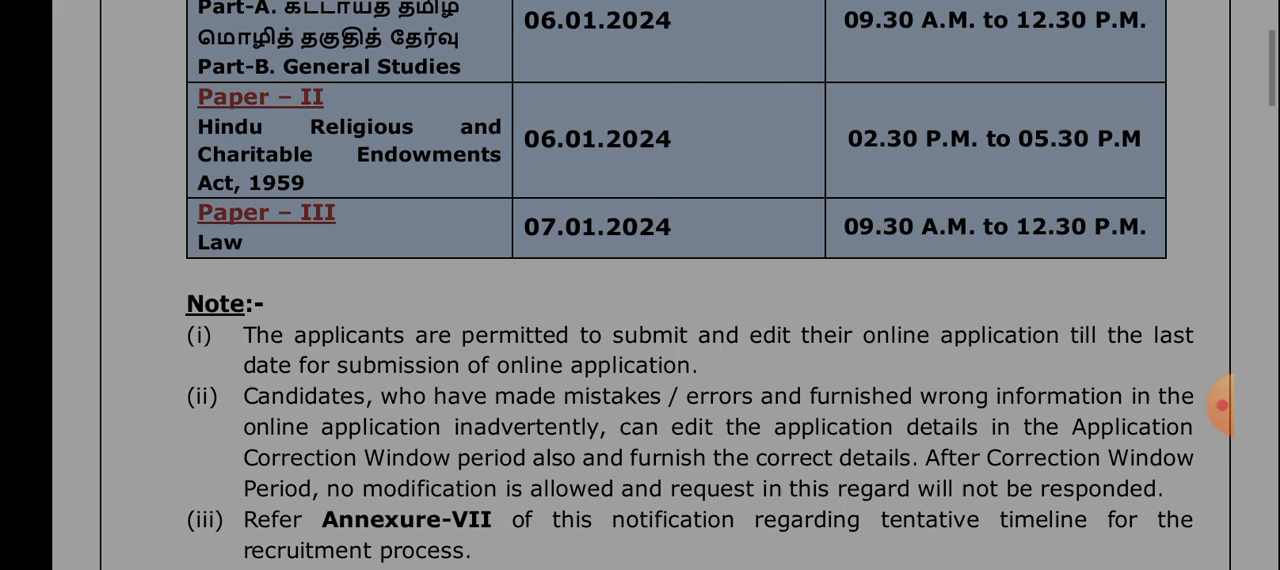 Part-A. கட்டாயத் தமிழ்
மொழித் தகுதித் தேர்வு
Part-B. General Studies
06.01.2024
09.30 A.M. to 12.30 P.M.
Paper – II
Hindu Religious and
Charitable Endowments
Act, 1959
06.01.2024
02.30 P.M. to 05.30 P.M
Paper – III
Law
07.01.2024
09.30 A.M. to 12.30 P.M.
Note:-
(i) The applicants are permitted to submit and edit their online application till the last
date for submission of online application.
(ii) Candidates, who have made mistakes / errors and furnished wrong information in the
online application inadvertently, can edit the application details in the Application
Correction Window period also and furnish the correct details. After Correction Window
Period, no modification is allowed and request in this regard will not be responded.
(iii) Refer Annexure-VII of this notification regarding tentative timeline for the
recruitment process.